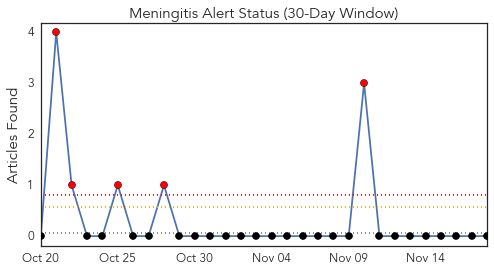 Meningitis Alert Status (30-Day Window)
Articles Found
4
3
2
1
0
Oct 20
Oct 25
Oct 30
Nov 04
Nov 09
Nov 14